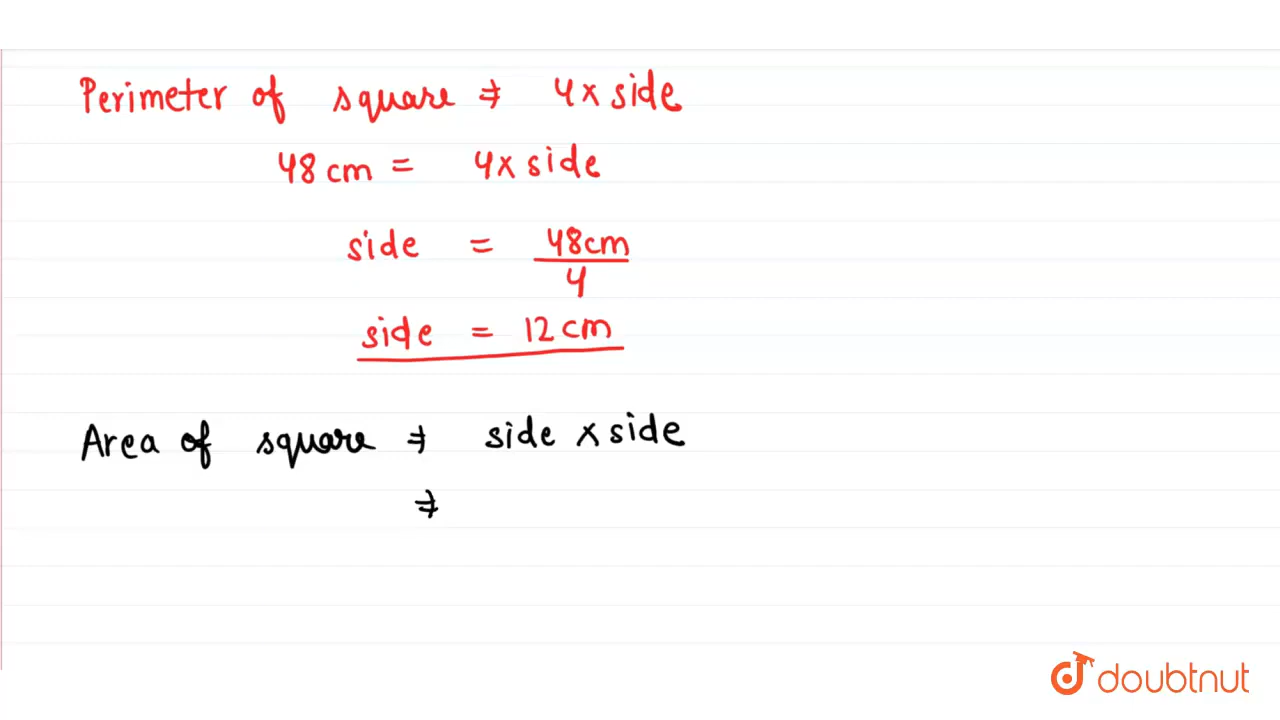 Perimeter of square ⇒ 4 × side
48 cm = 4 × side
side = 48cm / 4
side = 12 cm
Area of square ⇒ side × side
⇒
doubtnut